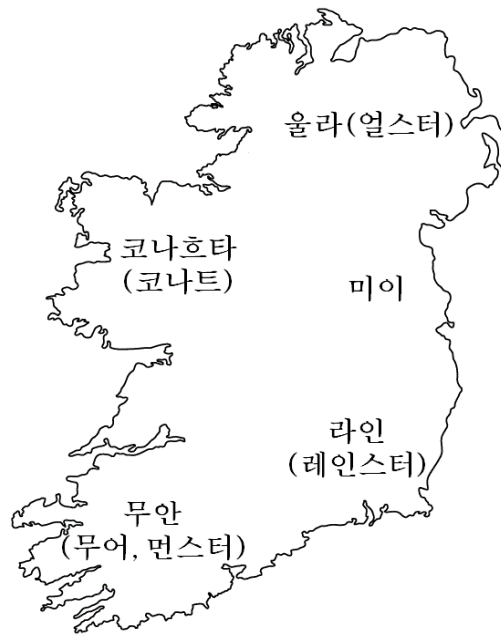 울라(얼스터)
코나흐타
(코나트)
미이
라인
(레인스터)
무안
(무어, 먼스터)